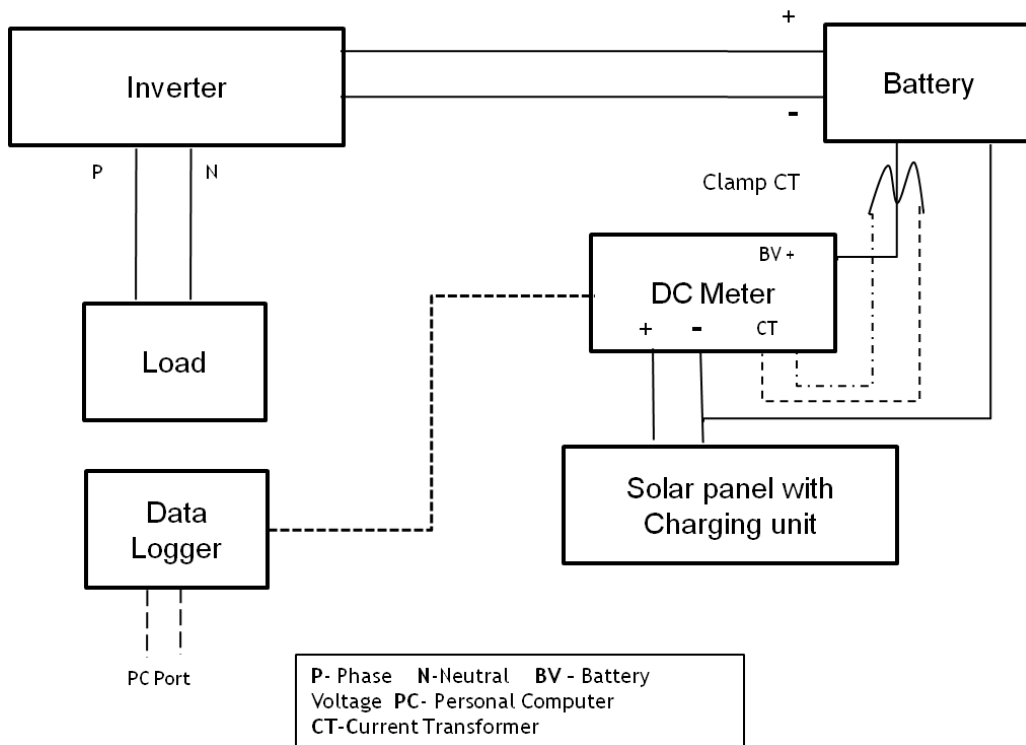 +
Inverter
Battery
-
P
N
Clamp CT
BV +
DC Meter
+
-
CT
Load
Solar panel with
Charging unit
Data
Logger
PC Port
P- Phase N-Neutral BV - Battery
Voltage PC- Personal Computer
CT-Current Transformer